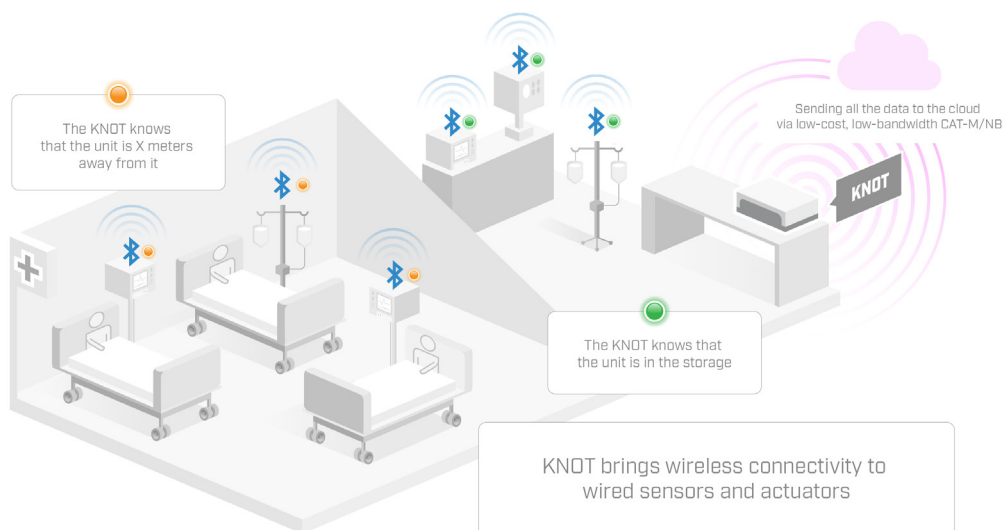 The KNOT knows
that the unit is X meters
away from it
Sending all the data to the cloud
via low-cost, low-bandwidth CAT-M/NB
KNOT
The KNOT knows that
the unit is in the storage
KNOT brings wireless connectivity to
wired sensors and actuators